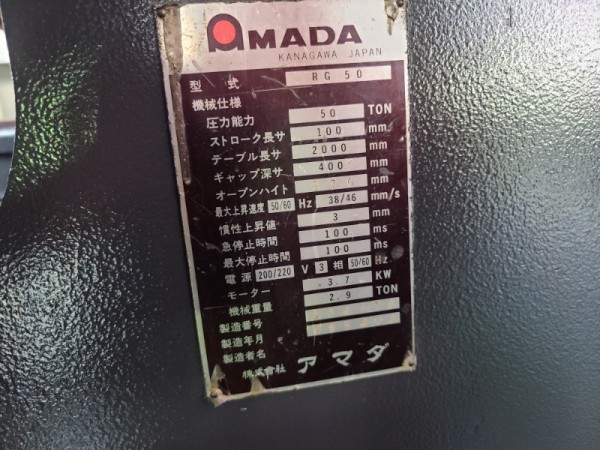 AMADA
KANAGAWA JAPAN
型式 RG 50
機械仕様
圧力能力 50 TON
ストローク長サ 100 mm
テーブル長サ 2000 mm
ギャップ深サ 400 mm
オープンハイト mm
最大上昇速度 50/60 Hz 38/46 mm/s
慣性上昇値 3 mm
急停止時間 100 ms
最大停止時間 100 ms
電源 200/220 V 3 相 50/60 Hz
モーター 3.7 KW
機械重量 2.9 TON
製造番号
製造年月
製造者名
株式會社 アマダ